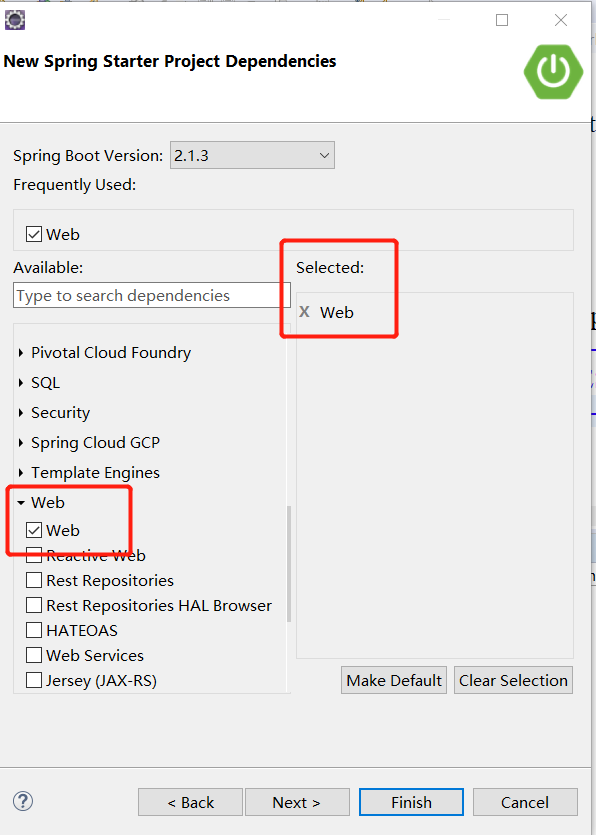 New Spring Starter Project Dependencies
Spring Boot Version: 2.1.3
Frequently Used:
Web
Available:
Selected:
Type to search dependencies
X Web
Pivotal Cloud Foundry
SQL
Security
Spring Cloud GCP
Template Engines
Web
Web
Reactive Web
Rest Repositories
Rest Repositories HAL Browser
HATEOAS
Web Services
Jersey (JAX-RS)
Make Default
Clear Selection
?
< Back
Next >
Finish
Cancel